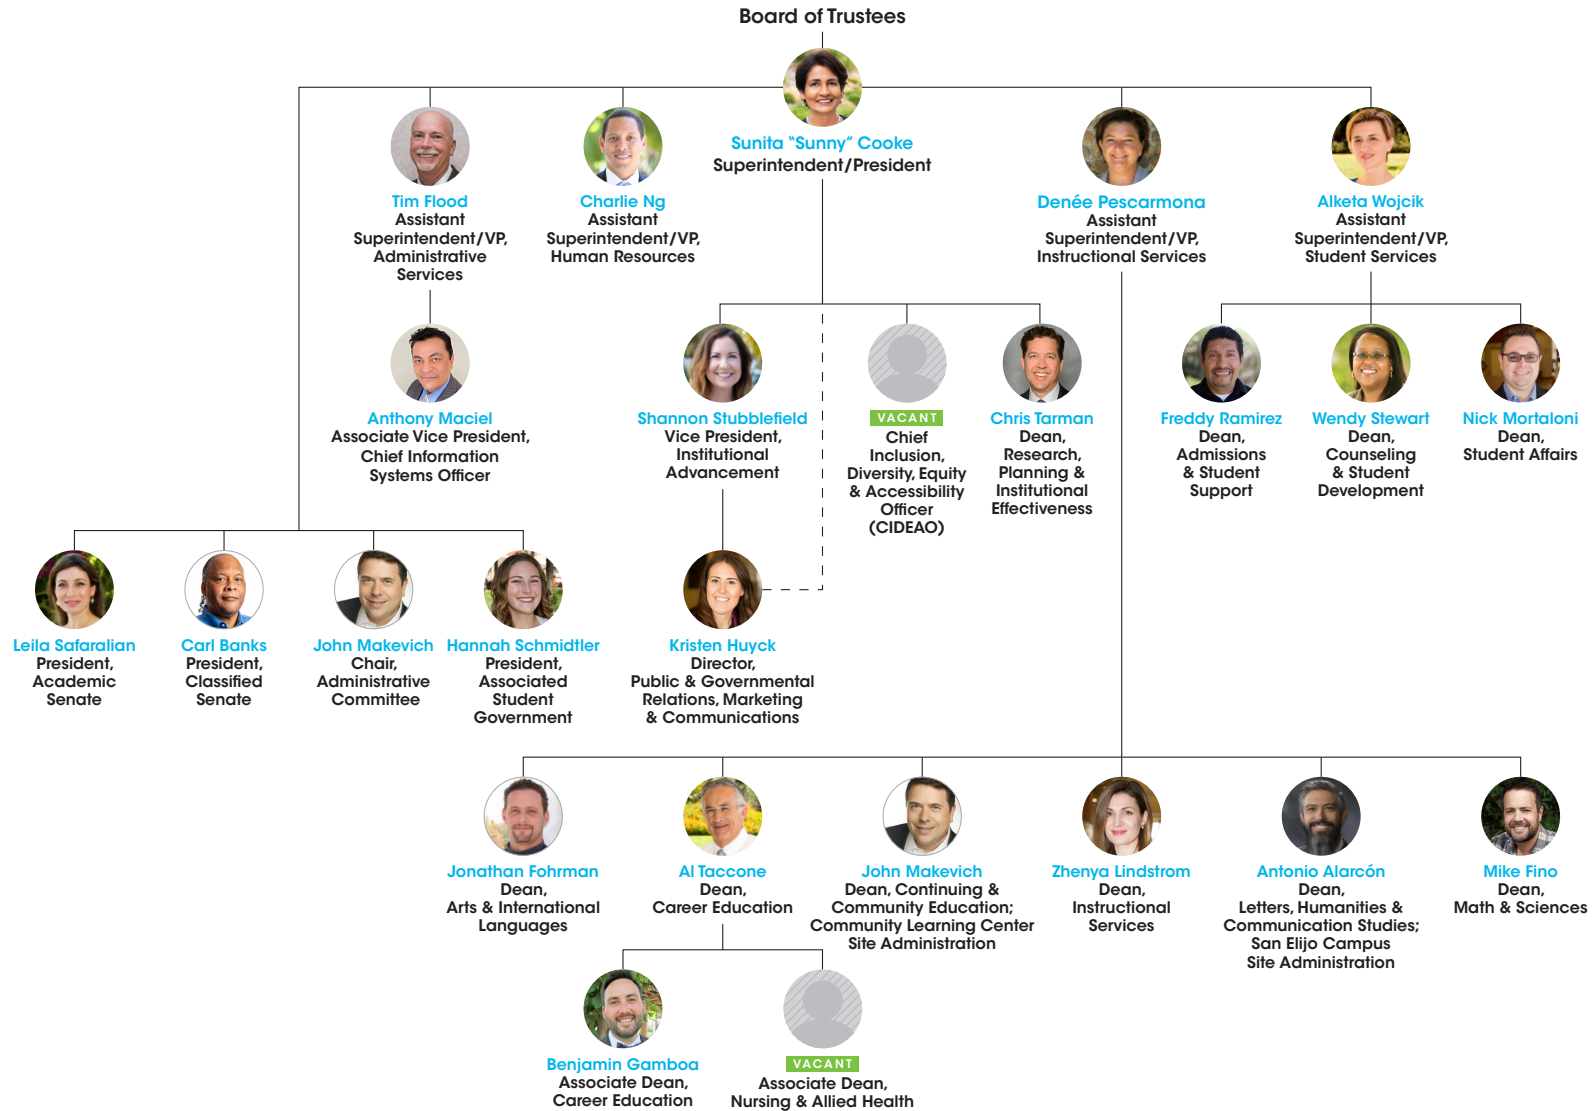 Board of Trustees
Sunita “Sunny” Cooke
Superintendent/President
Tim Flood
Assistant
Superintendent/VP,
Administrative
Services
Charlie Ng
Assistant
Superintendent/VP,
Human Resources
Denée Pescarmona
Assistant
Superintendent/VP,
Instructional Services
Alketa Wojcik
Assistant
Superintendent/VP,
Student Services
Anthony Maciel
Associate Vice President,
Chief Information
Systems Officer
Shannon Stubblefield
Vice President,
Institutional
Advancement
VACANT
Chief
Inclusion,
Diversity, Equity
& Accessibility
Officer
(CIDEAO)
Chris Tarman
Dean,
Research,
Planning &
Institutional
Effectiveness
Freddy Ramirez
Dean,
Admissions
& Student
Support
Wendy Stewart
Dean,
Counseling
& Student
Development
Nick Mortaloni
Dean,
Student Affairs
Leila Safaralian
President,
Academic
Senate
Carl Banks
President,
Classified
Senate
John Makevich
Chair,
Administrative
Committee
Hannah Schmidtler
President,
Associated
Student
Government
Kristen Huyck
Director,
Public & Governmental
Relations, Marketing
& Communications
Jonathan Fohrman
Dean,
Arts & International
Languages
Al Taccone
Dean,
Career Education
John Makevich
Dean, Continuing &
Community Education;
Community Learning Center
Site Administration
Zhenya Lindstrom
Dean,
Instructional
Services
Antonio Alarcón
Dean,
Letters, Humanities &
Communication Studies;
San Elijo Campus
Site Administration
Mike Fino
Dean,
Math & Sciences
Benjamin Gamboa
Associate Dean,
Career Education
VACANT
Associate Dean,
Nursing & Allied Health